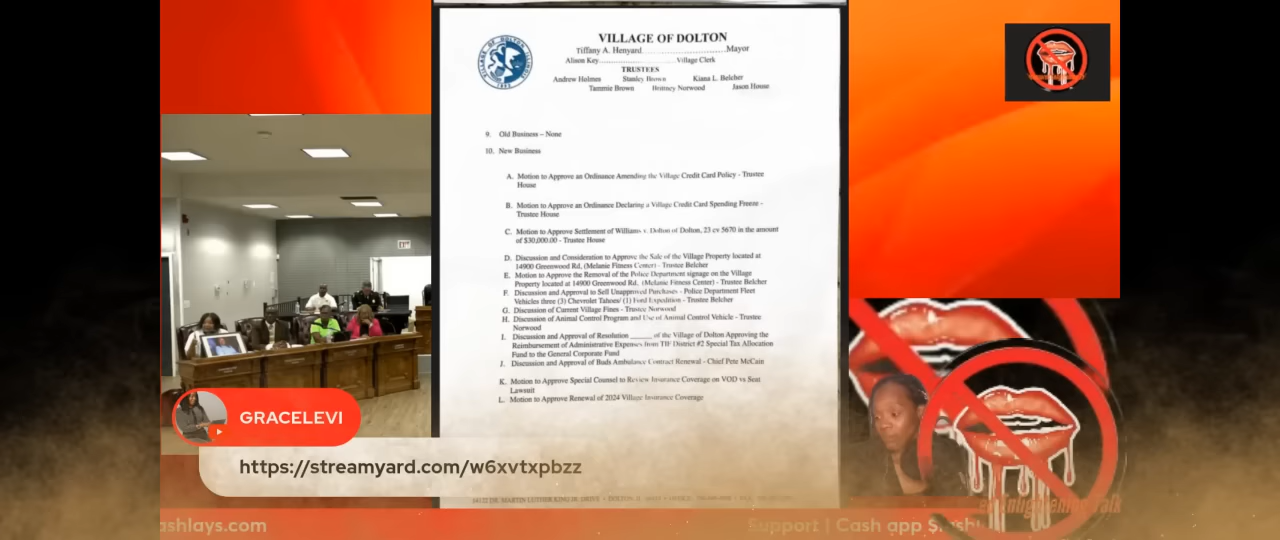 VILLAGE OF DOLTON
Tiffany A. Henyard Mayor
Alison Key Village Clerk
TRUSTEES
Andrew Holmes Stanley Brown Kiana L. Belcher
Tammie Brown Brittney Norwood Jason House
9. Old Business – None
10. New Business
A. Motion to Approve an Ordinance Amending the Village Credit Card Policy - Trustee
House
B. Motion to Approve an Ordinance Declaring a Village Credit Card Spending Freeze -
Trustee House
C. Motion to Approve Settlement of Williams v. Dolton of Dolton, 23 cv 5670 in the amount
of $30,000.00 - Trustee House
D. Discussion and Consideration to Approve the Sale of the Village Property located at
14900 Greenwood Rd, (Melanie Fitness Center) - Trustee Belcher
E. Motion to Approve the Removal of the Police Department signage on the Village
Property located at 14900 Greenwood Rd, (Melanie Fitness Center) - Trustee Belcher
F. Discussion and Approval to Sell Unapproved Purchases - Police Department Fleet
Vehicles three (3) Chevrolet Tahoes/ (1) Ford Expedition - Trustee Belcher
G. Discussion of Current Village Fines - Trustee Norwood
H. Discussion of Animal Control Program and Use of Animal Control Vehicle - Trustee
Norwood
I. Discussion and Approval of Resolution ______ of the Village of Dolton Approving the
Reimbursement of Administrative Expenses from TIF District #2 Special Tax Allocation
Fund to the General Corporate Fund
J. Discussion and Approval of Buds Ambulance Contract Renewal - Chief Pete McCain
K. Motion to Approve Special Counsel to Review Insurance Coverage on VOD vs Seat
Lawsuit
L. Motion to Approve Renewal of 2024 Village Insurance Coverage
GRACELEVI
https://streamyard.com/w6xvtxpbzz
Enlightening Talk
ashlays.com
Support | Cash app